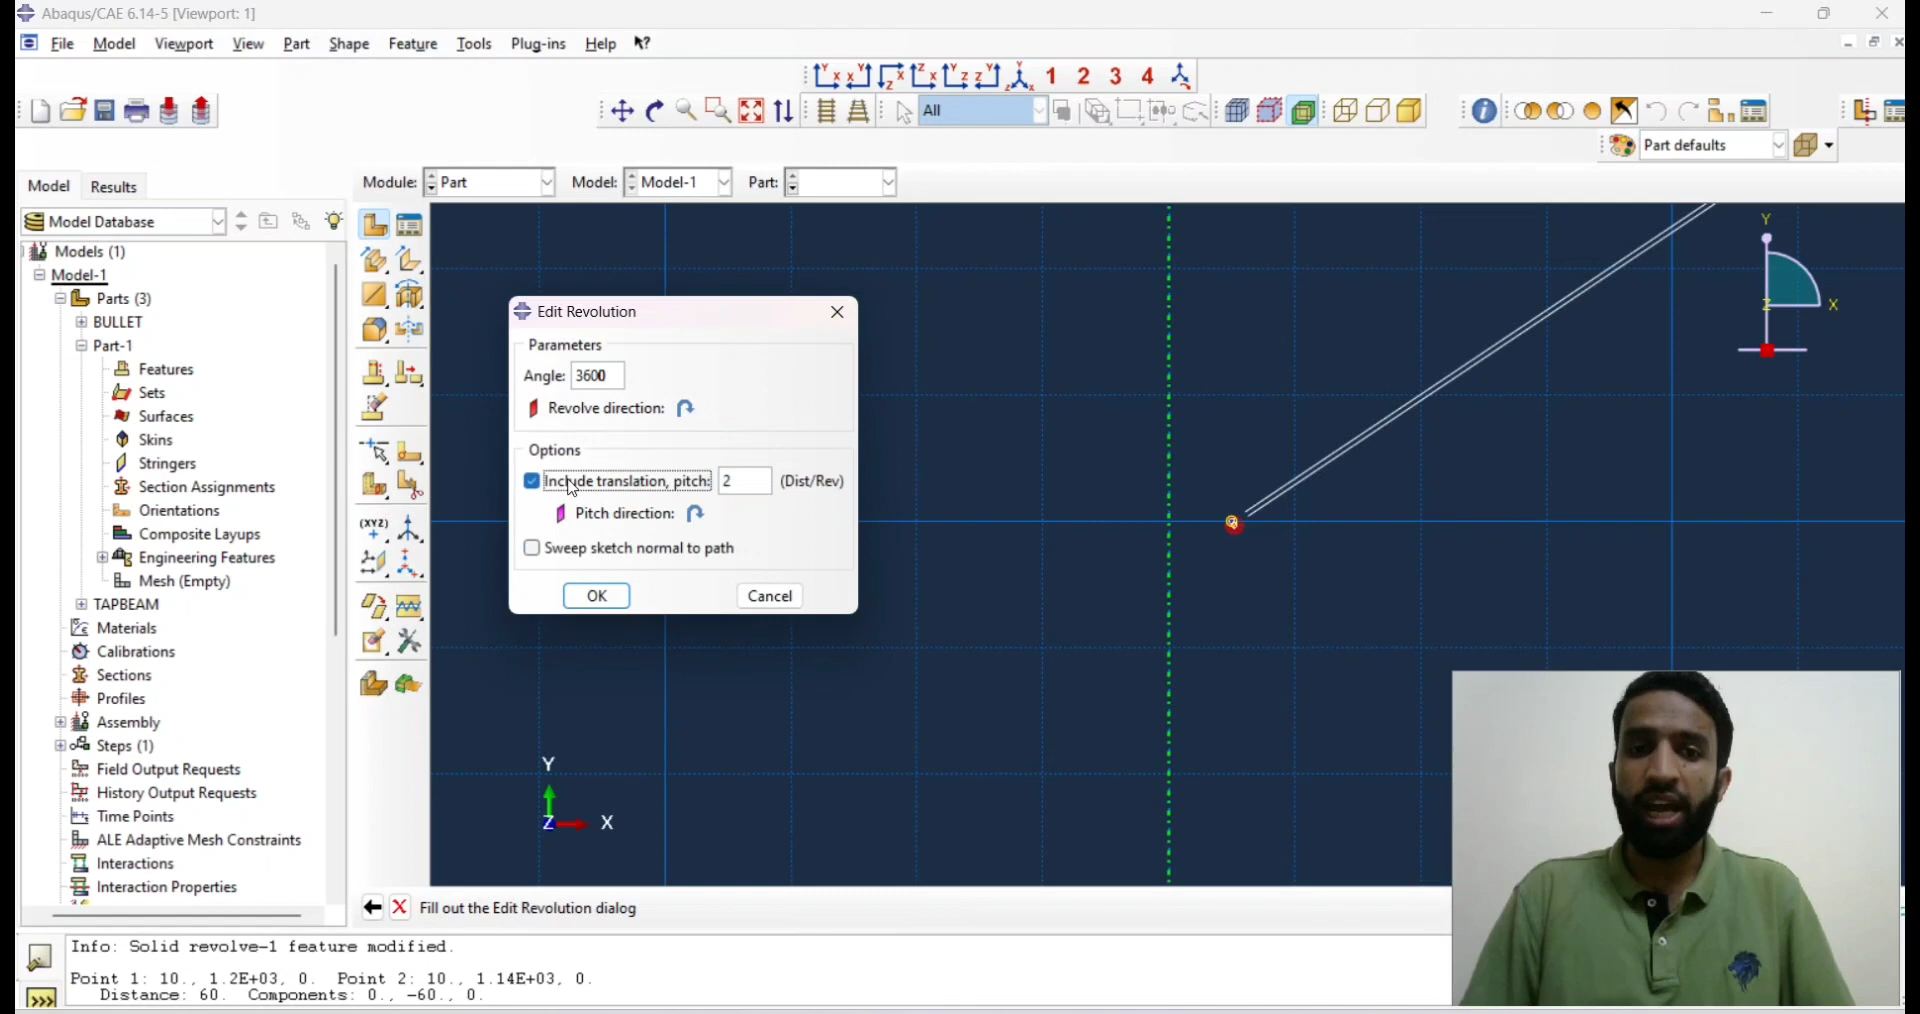 Abaqus/CAE 6.14-5 [Viewport: 1]
File Model Viewport View Part Shape Feature Tools Plug-ins Help
1 2 3 4
All
Part defaults
Model Results
Module: Part Model: Model-1 Part:
Model Database
Models (1)
Model-1
Parts (3)
BULLET
Part-1
Features
Sets
Surfaces
Skins
Stringers
Section Assignments
Orientations
Composite Layups
Engineering Features
Mesh (Empty)
TAPBEAM
Materials
Calibrations
Sections
Profiles
Assembly
Steps (1)
Field Output Requests
History Output Requests
Time Points
ALE Adaptive Mesh Constraints
Interactions
Interaction Properties
(XYZ)
Edit Revolution
Parameters
Angle: 3600
Revolve direction:
Options
Include translation, pitch: 2 (Dist/Rev)
Pitch direction:
Sweep sketch normal to path
OK Cancel
Y
Z X
Y
Z X
Fill out the Edit Revolution dialog
Info: Solid revolve-1 feature modified.
Point 1: 10., 1.2E+03, 0. Point 2: 10., 1.14E+03, 0.
Distance: 60. Components: 0., -60., 0.
>>>